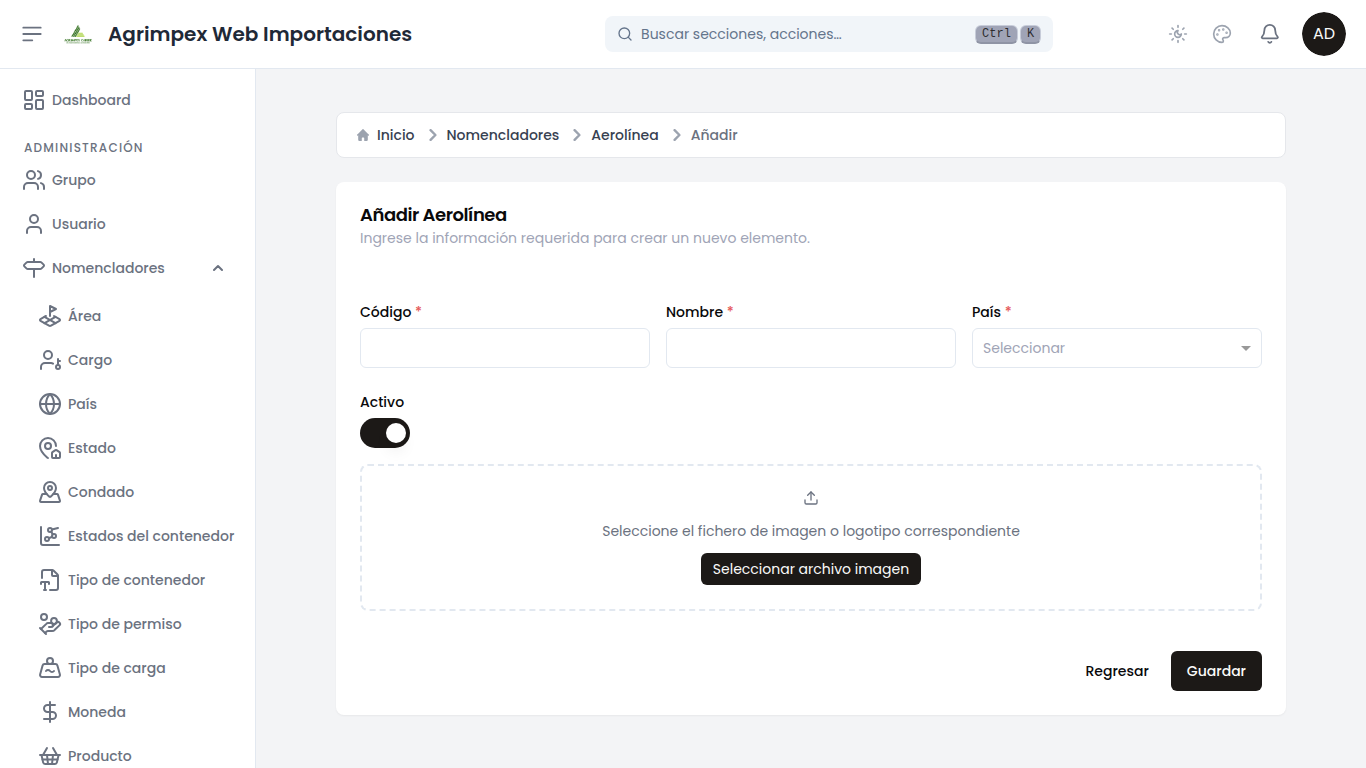 Agrimpex Web Importaciones
Buscar secciones, acciones...
Ctrl K
AD
Dashboard
ADMINISTRACIÓN
Grupo
Usuario
Nomencladores
Área
Cargo
País
Estado
Condado
Estados del contenedor
Tipo de contenedor
Tipo de permiso
Tipo de carga
Moneda
Producto
Inicio
Nomencladores
Aerolínea
Añadir
Añadir Aerolínea
Ingrese la información requerida para crear un nuevo elemento.
Código *
Nombre *
País *
Seleccionar
Activo
Seleccione el fichero de imagen o logotipo correspondiente
Seleccionar archivo imagen
Regresar
Guardar